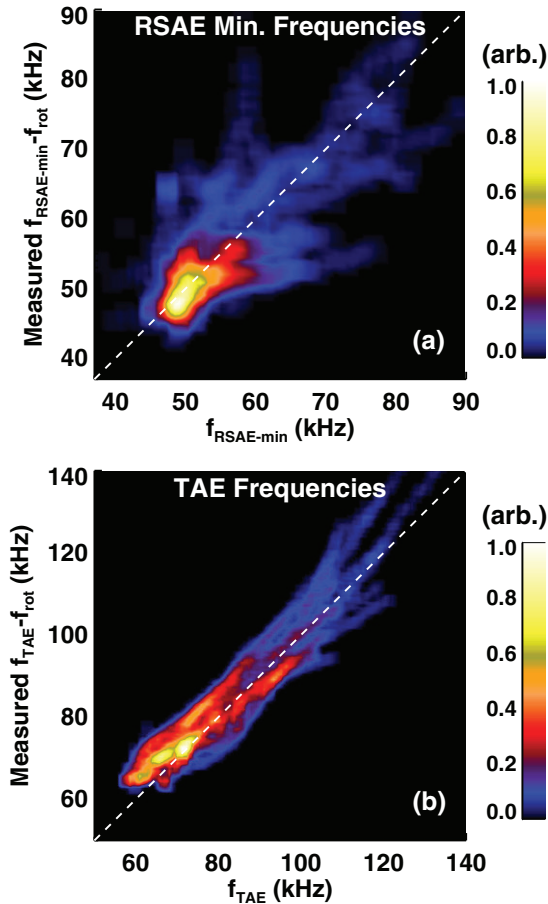 RSAE Min. Frequencies
(arb.)
90
80
70
60
50
40
Measured f_RSAE-min-f_rot (kHz)
1.0
0.8
0.6
0.4
0.2
0.0
(a)
40 50 60 70 80 90
f_RSAE-min (kHz)
TAE Frequencies
(arb.)
140
120
100
80
60
Measured f_TAE-f_rot (kHz)
1.0
0.8
0.6
0.4
0.2
0.0
(b)
60 80 100 120 140
f_TAE (kHz)